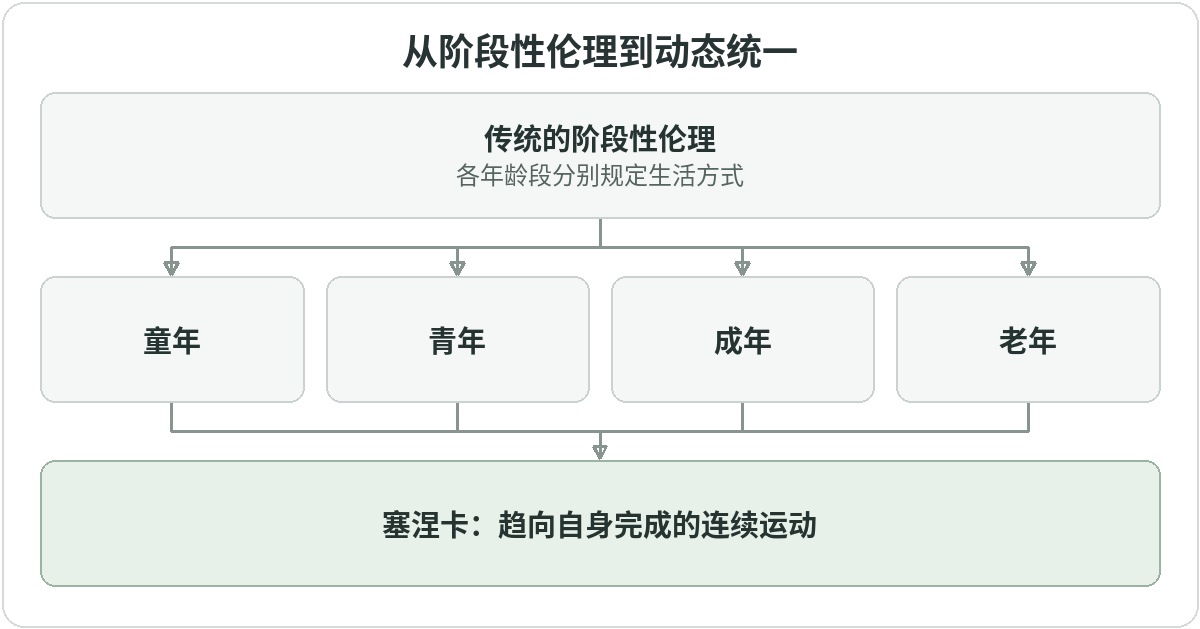 从阶段性伦理到动态统一
传统的阶段性伦理
各年龄段分别规定生活方式
童年
青年
成年
老年
塞涅卡：趋向自身完成的连续运动